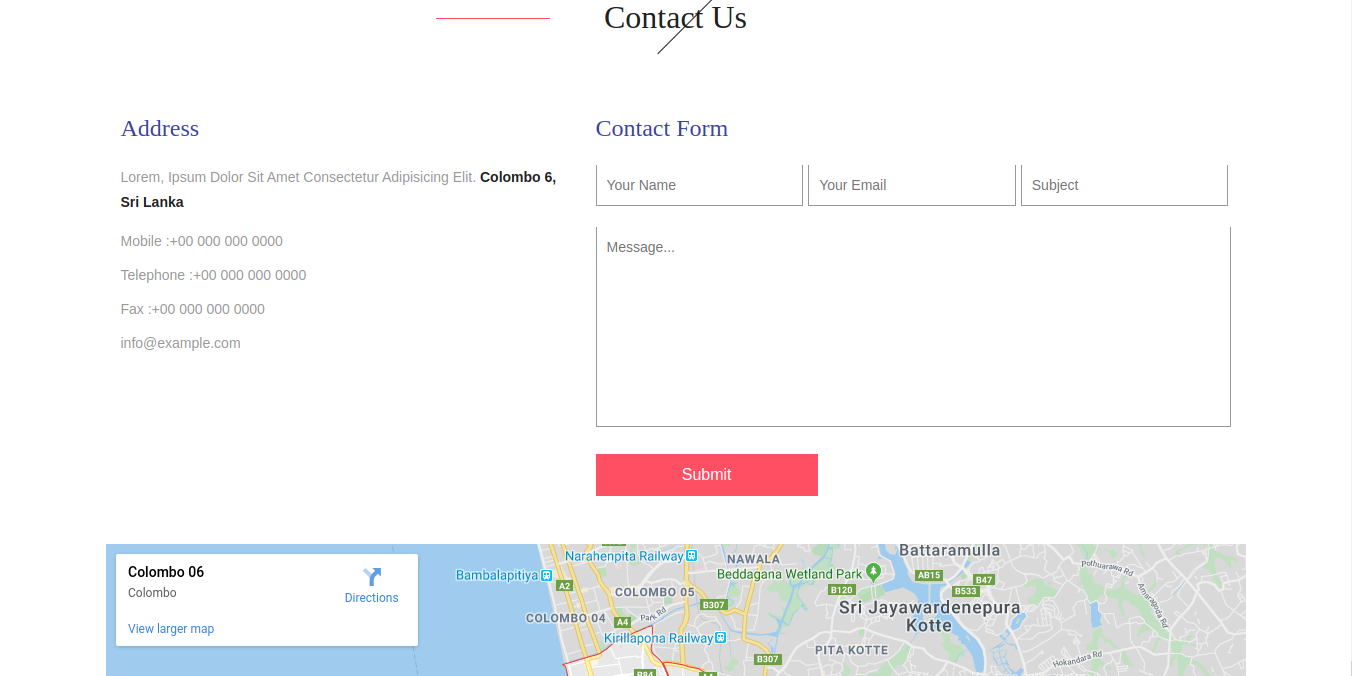 Contact Us
Address
Lorem, Ipsum Dolor Sit Amet Consectetur Adipisicing Elit. Colombo 6,
Sri Lanka
Mobile :+00 000 000 0000
Telephone :+00 000 000 0000
Fax :+00 000 000 0000
info@example.com
Contact Form
Your Name
Your Email
Subject
Message...
Submit
Colombo 06
Colombo
Directions
View larger map
Narahenpita Railway
NAWALA
Battaramulla
Bambalapitiya
Beddagana Wetland Park
Pothuarawa Rd
A2
AB15
B47
COLOMBO 05
B120
B533
Amaragoda Rd
B307
Sri Jayawardenepura
Kotte
COLOMBO 04
A4
Park Rd
Kirillapona Railway
PITA KOTTE
B307
Hokandara Rd
B84
A4